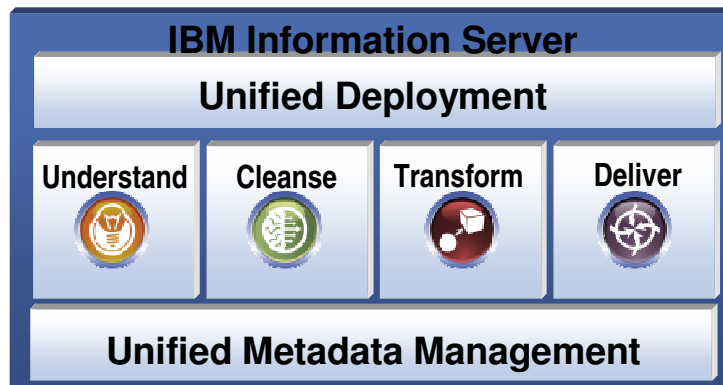 IBM Information Server
Unified Deployment
Understand
Cleanse
Transform
Deliver
Unified Metadata Management